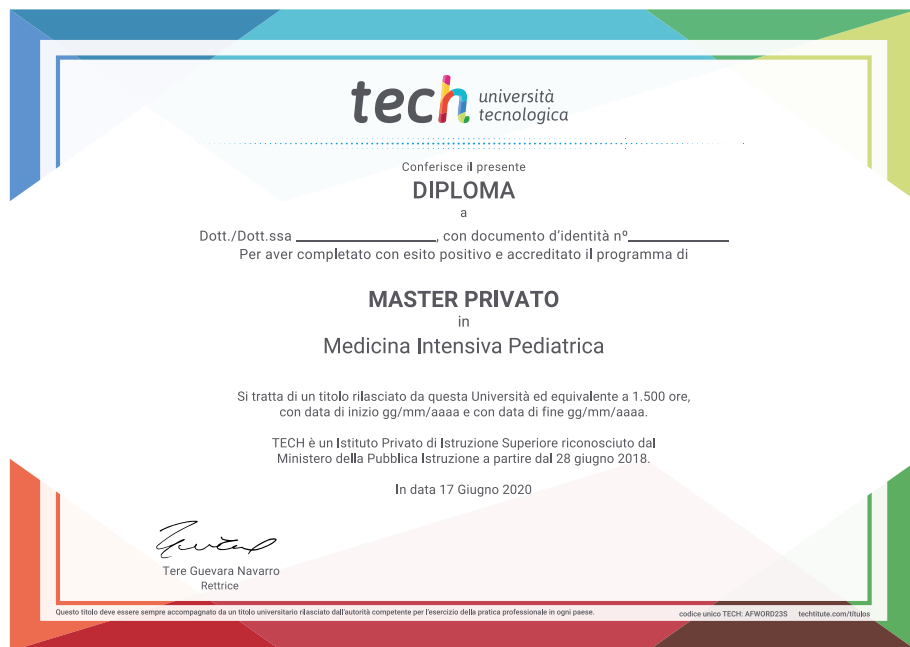 tech università
tecnologica
Conferisce il presente
DIPLOMA
a
Dott./Dott.ssa ____________________, con documento d'identità nº______________
Per aver completato con esito positivo e accreditato il programma di
MASTER PRIVATO
in
Medicina Intensiva Pediatrica
Si tratta di un titolo rilasciato da questa Università ed equivalente a 1.500 ore,
con data di inizio gg/mm/aaaa e con data di fine gg/mm/aaaa.
TECH è un Istituto Privato di Istruzione Superiore riconosciuto dal
Ministero della Pubblica Istruzione a partire dal 28 giugno 2018.
In data 17 Giugno 2020
Tere Guevara Navarro
Rettrice
Questo titolo deve essere sempre accompagnato da un titolo universitario rilasciato dall'autorità competente per l'esercizio della pratica professionale in ogni paese. codice unico TECH: AFWORD23S techtitute.com/titulos